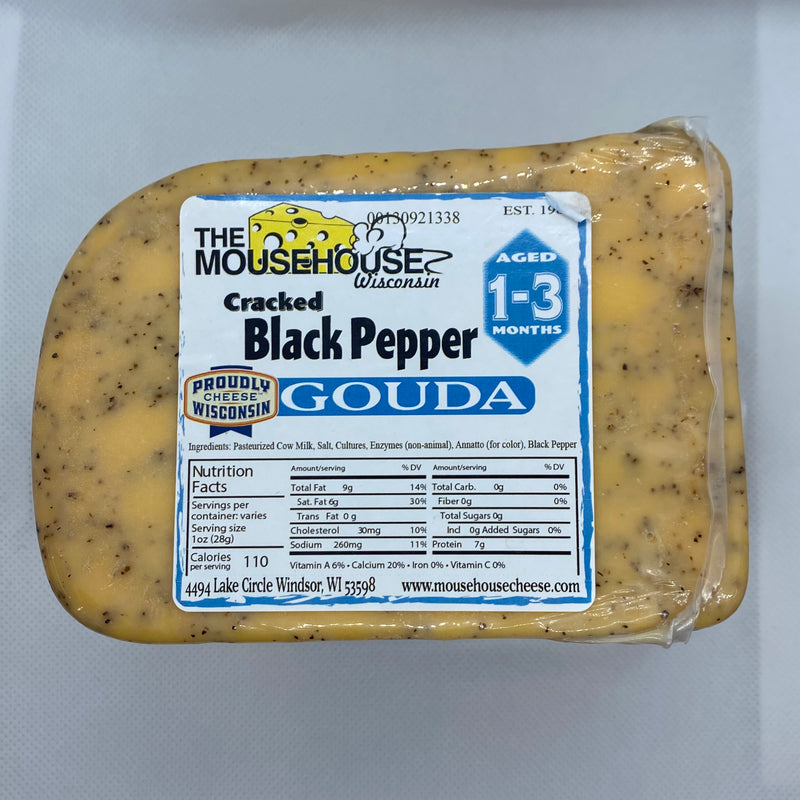 00130921338
EST. 19
THE
MOUSEHOUSE
Wisconsin
AGED
1-3
MONTHS
Cracked
Black Pepper
GOUDA
PROUDLY
CHEESE™
WISCONSIN
Ingredients: Pasteurized Cow Milk, Salt, Cultures, Enzymes (non-animal), Annatto (for color), Black Pepper
Nutrition
Facts
Servings per
container: varies
Serving size
1oz (28g)
Calories
per serving 110
Amount/serving % DV
Total Fat 9g 14%
Sat. Fat 6g 30%
Trans Fat 0 g
Cholesterol 30mg 10%
Sodium 260mg 11%
Amount/serving % DV
Total Carb. 0g 0%
Fiber 0g 0%
Total Sugars 0g
Incl 0g Added Sugars 0%
Protein 7g
Vitamin A 6% • Calcium 20% • Iron 0% • Vitamin C 0%
4494 Lake Circle Windsor, WI 53598 www.mousehousecheese.com